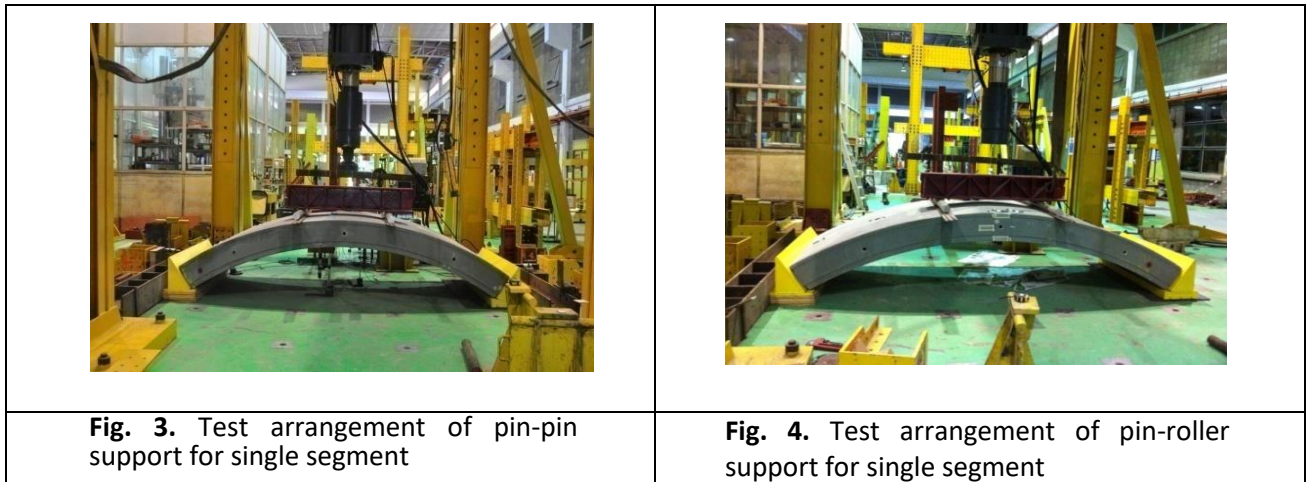 Fig. 3. Test arrangement of pin-pin
support for single segment
Fig. 4. Test arrangement of pin-roller
support for single segment